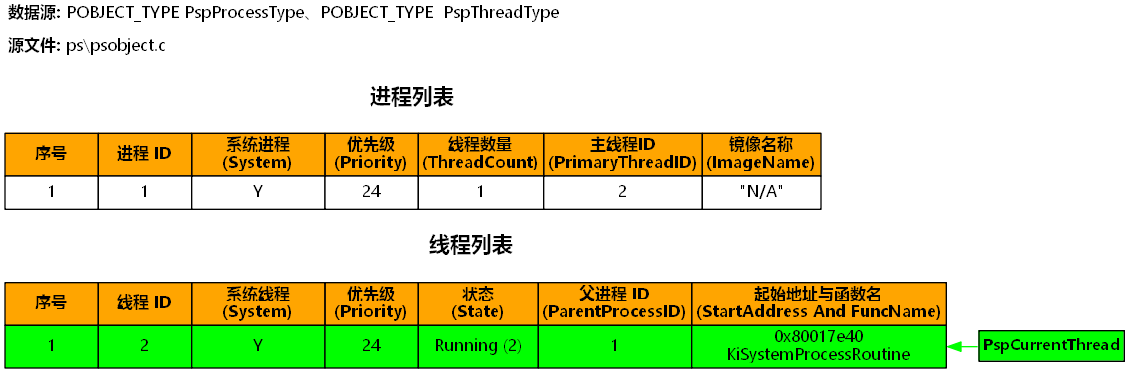 数据源: POBJECT_TYPE PspProcessType、POBJECT_TYPE PspThreadType
源文件: ps\psobject.c
进程列表
序号 进程 ID 系统进程 (System) 优先级 (Priority) 线程数量 (ThreadCount) 主线程ID (PrimaryThreadID) 镜像名称 (ImageName)
1 1 Y 24 1 2 "N/A"
线程列表
序号 线程 ID 系统线程 (System) 优先级 (Priority) 状态 (State) 父进程 ID (ParentProcessID) 起始地址与函数名 (StartAddress And FuncName)
1 2 Y 24 Running (2) 1 0x80017e40 KiSystemProcessRoutine PspCurrentThread